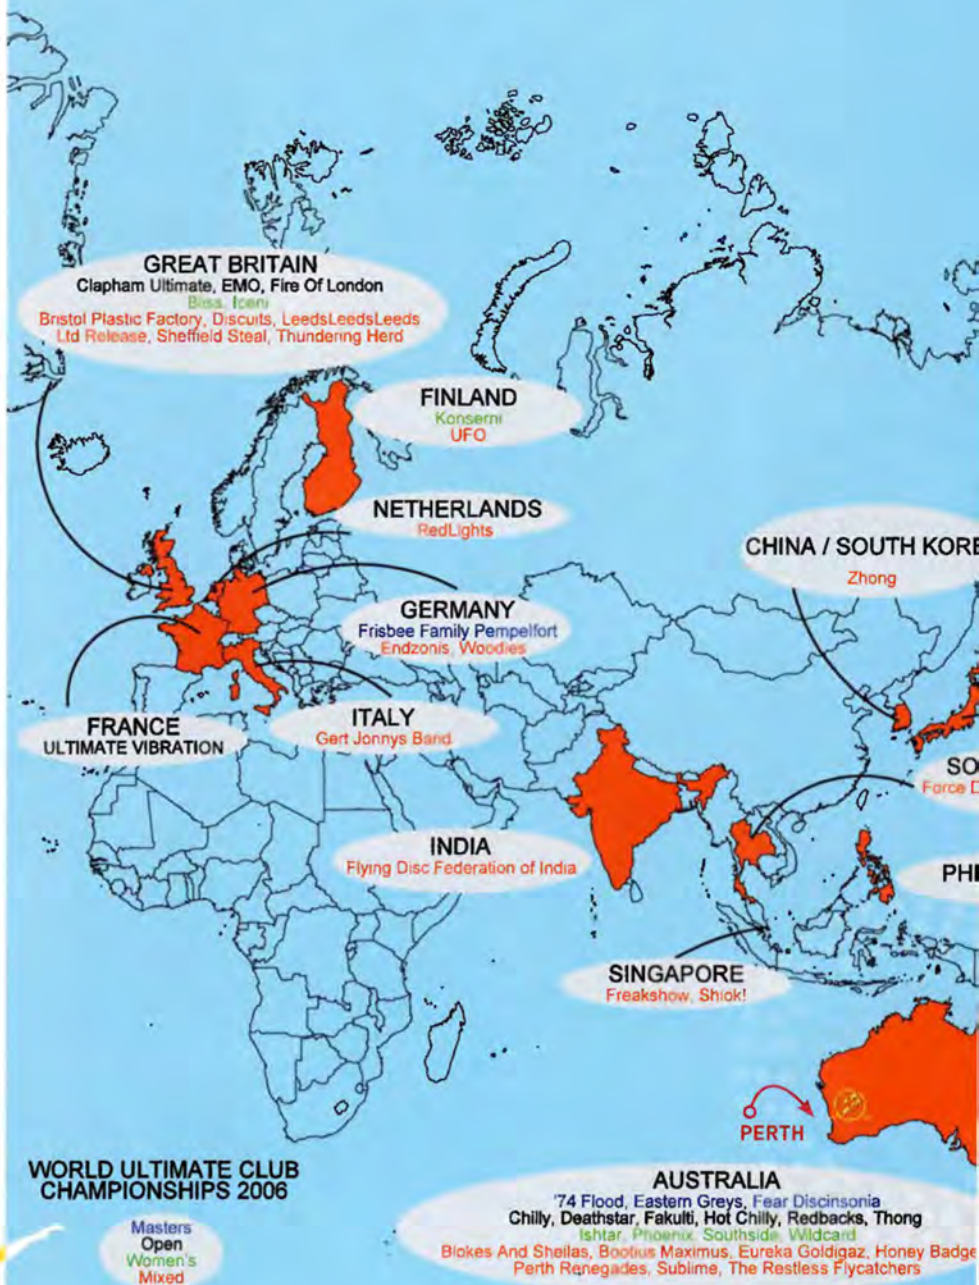 GREAT BRITAIN
Clapham Ultimate, EMO, Fire Of London
Bliss, Iceni
Bristol Plastic Factory, Discuits, LeedsLeedsLeeds
Ltd Release, Sheffield Steal, Thundering Herd
FINLAND
Konserni
UFO
NETHERLANDS
RedLights
CHINA / SOUTH KORE
Zhong
GERMANY
Frisbee Family Pempelfort
Endzonis, Woodies
FRANCE
ULTIMATE VIBRATION
ITALY
Gert Jonnys Band
SO
Force D
INDIA
Flying Disc Federation of India
PHI
SINGAPORE
Freakshow, Shiok!
PERTH
WORLD ULTIMATE CLUB
CHAMPIONSHIPS 2006
Masters
Open
Women's
Mixed
AUSTRALIA
'74 Flood, Eastern Greys, Fear Discinsonia
Chilly, Deathstar, Fakulti, Hot Chilly, Redbacks, Thong
Ishtar, Phoenix, Southside, Wildcard
Blokes And Sheilas, Bootius Maximus, Eureka Goldigaz, Honey Badge
Perth Renegades, Sublime, The Restless Flycatchers